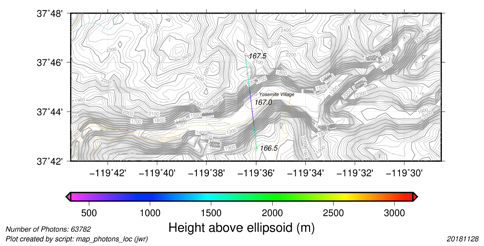 37°48'
37°46'
37°44'
37°42'
167.5
Yosemite Village
167.0
166.5
−119°42' −119°40' −119°38' −119°36' −119°34' −119°32' −119°30'
500 1000 1500 2000 2500 3000
Height above ellipsoid (m)
Number of Photons: 63782
Plot created by script: map_photons_loc (jwr)
20181128